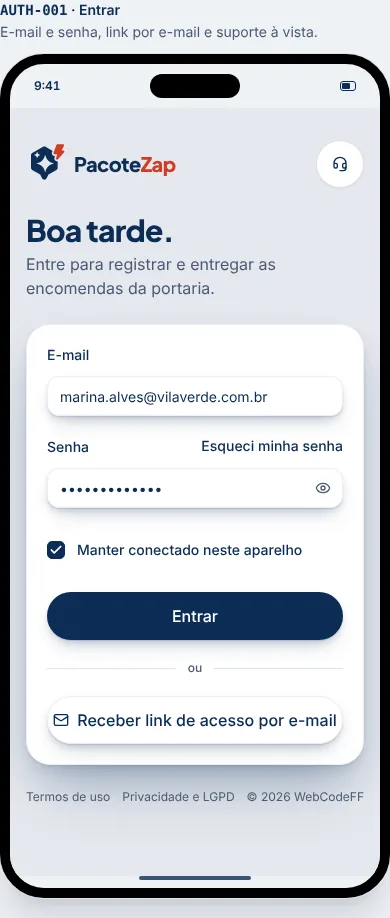 AUTH-001 · Entrar
E-mail e senha, link por e-mail e suporte à vista.
9:41
PacoteZap
Boa tarde.
Entre para registrar e entregar as
encomendas da portaria.
E-mail
marina.alves@vilaverde.com.br
Senha
Esqueci minha senha
•••••••••••••
Manter conectado neste aparelho
Entrar
ou
Receber link de acesso por e-mail
Termos de uso
Privacidade e LGPD
© 2026 WebCodeFF